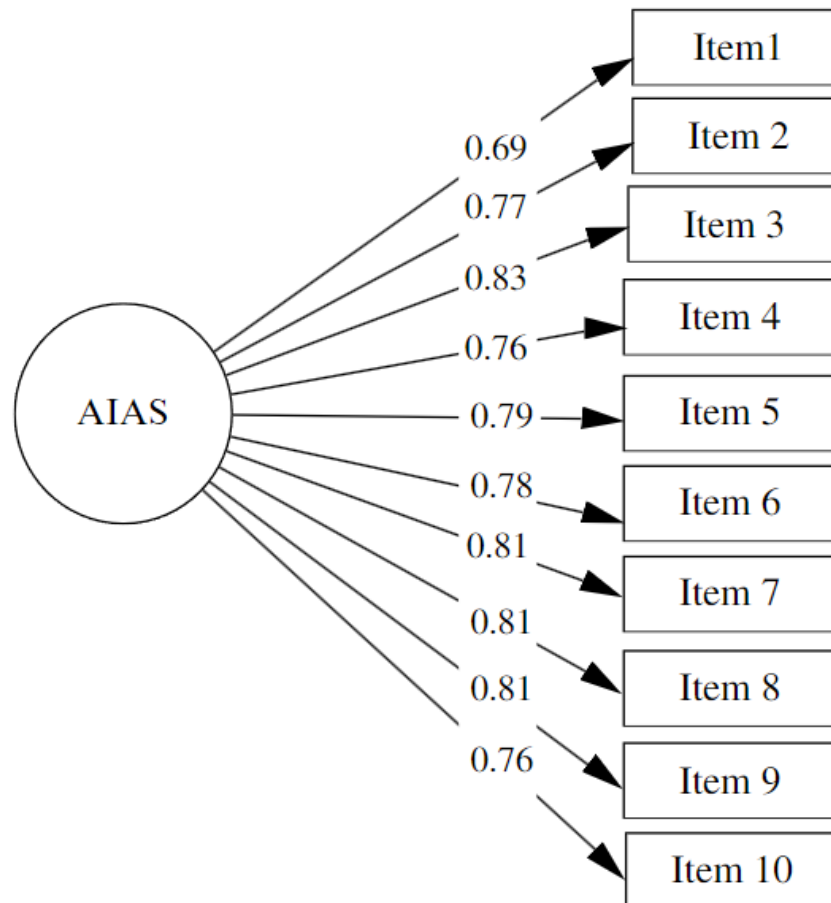 Item1
0.69
Item 2
0.77
Item 3
0.83
Item 4
0.76
AIAS
0.79
Item 5
0.78
Item 6
0.81
Item 7
0.81
Item 8
0.81
Item 9
0.76
Item 10